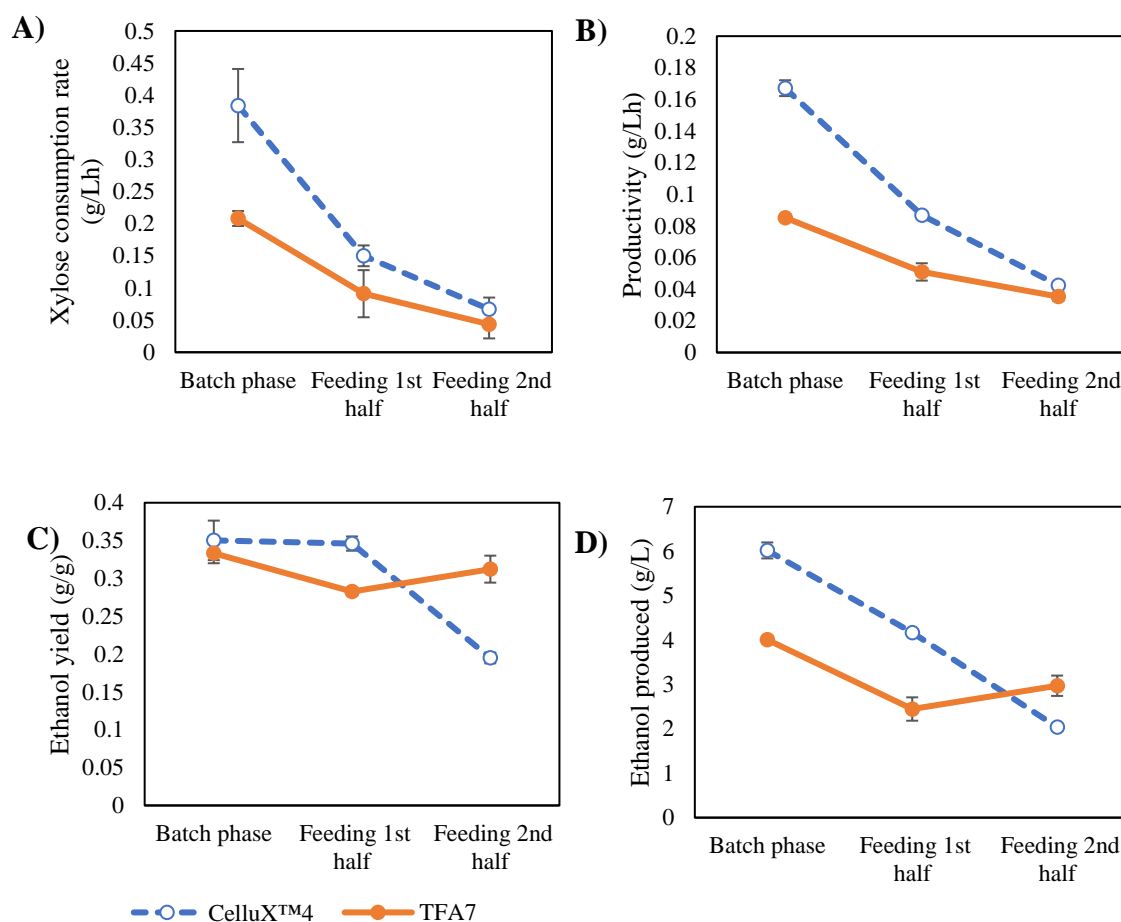 A)
Xylose consumption rate
(g/Lh)
0.5
0.45
0.4
0.35
0.3
0.25
0.2
0.15
0.1
0.05
0
Batch phase
Feeding 1st
half
Feeding 2nd
half
B)
Productivity (g/Lh)
0.2
0.18
0.16
0.14
0.12
0.1
0.08
0.06
0.04
0.02
0
Batch phase
Feeding 1st
half
Feeding 2nd
half
C)
Ethanol yield (g/g)
0.4
0.35
0.3
0.25
0.2
0.15
0.1
0.05
0
Batch phase
Feeding 1st
half
Feeding 2nd
half
D)
Ethanol produced (g/L)
7
6
5
4
3
2
1
0
Batch phase
Feeding 1st
half
Feeding 2nd
half
CelluX™4
TFA7